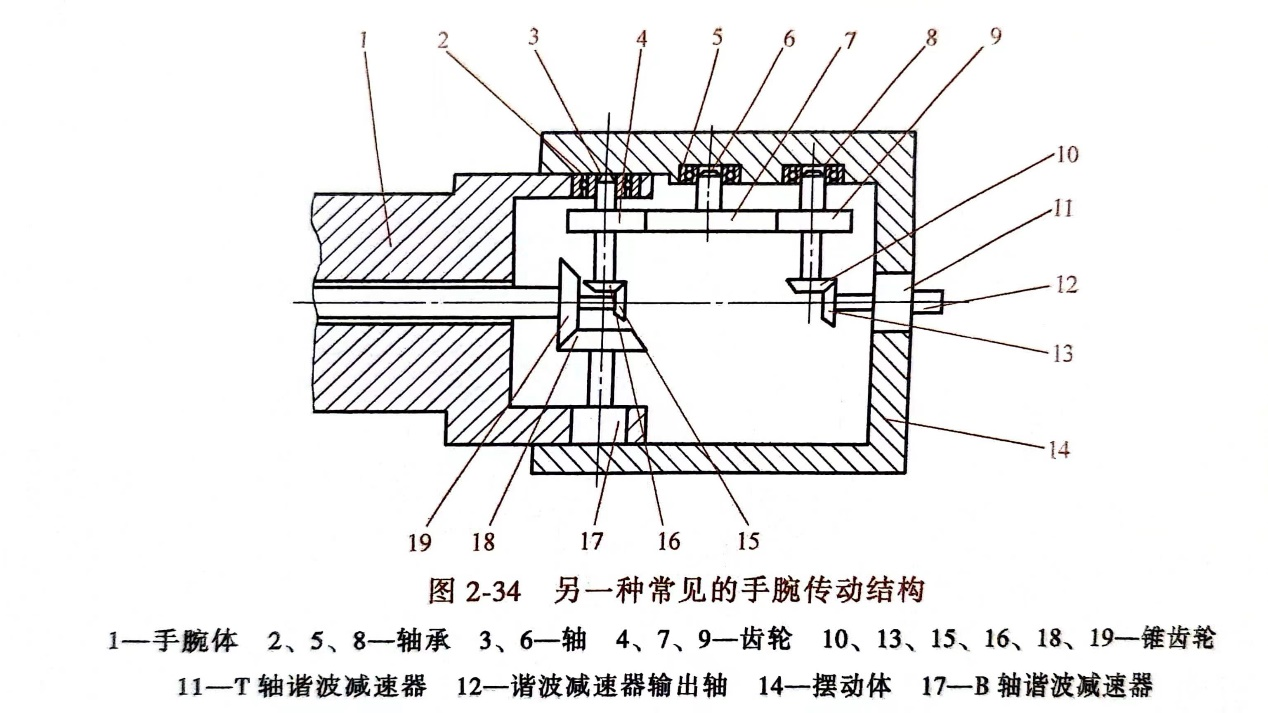 1 2 3 4 5 6 7 8 9
10
11
12
13
14
19 18 17 16 15
图 2-34 另一种常见的手腕传动结构
1—手腕体 2、5、8—轴承 3、6—轴 4、7、9—齿轮 10、13、15、16、18、19—锥齿轮
11—T 轴谐波减速器 12—谐波减速器输出轴 14—摆动体 17—B 轴谐波减速器